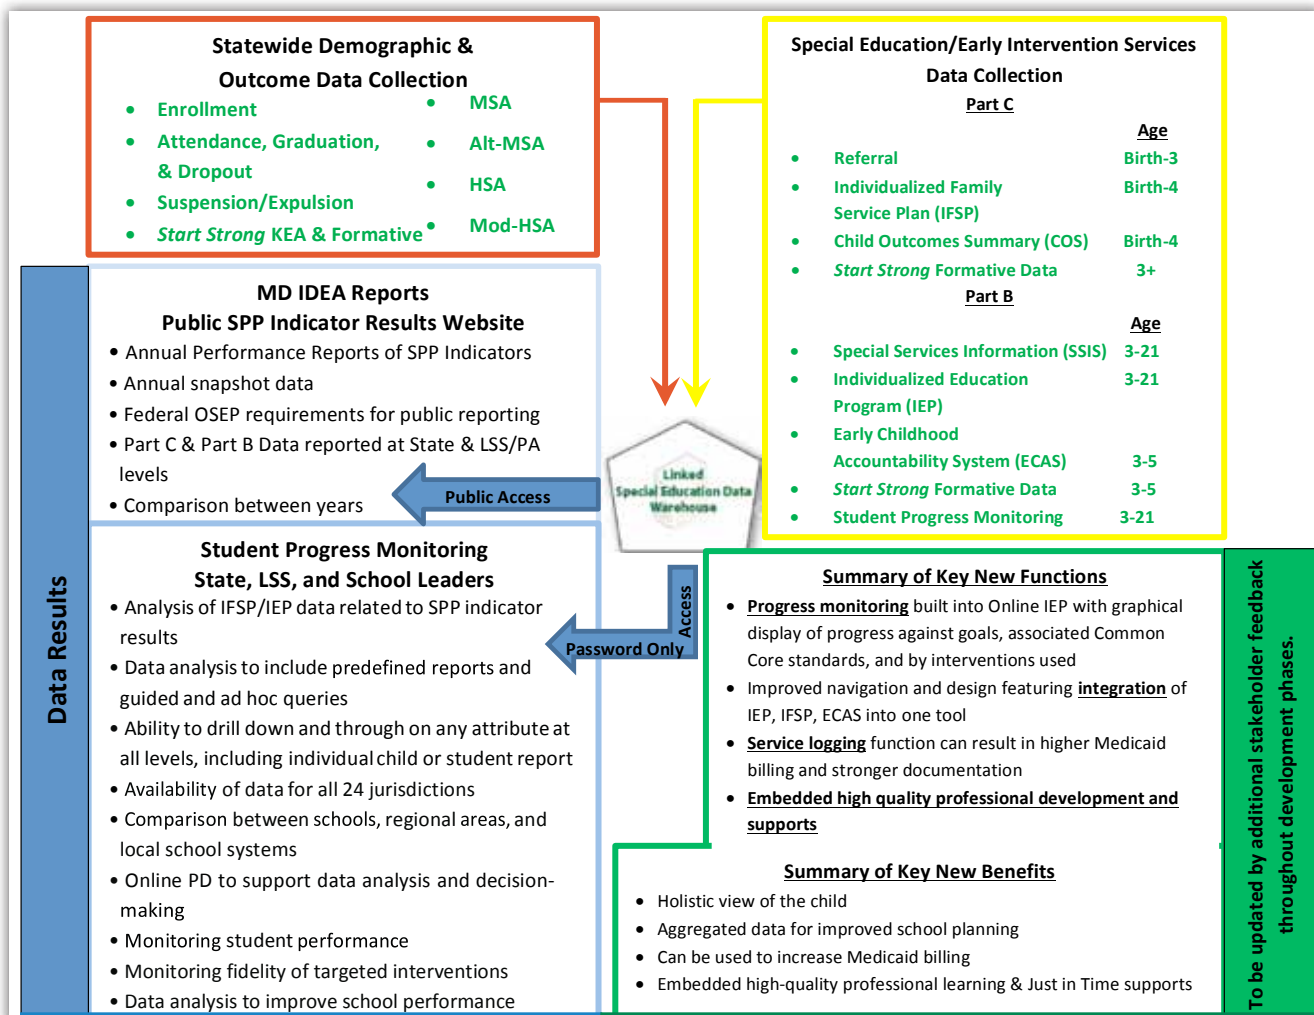 Statewide Demographic &
Outcome Data Collection
• Enrollment
• Attendance, Graduation,
& Dropout
• Suspension/Expulsion
• Start Strong KEA & Formative
• MSA
• Alt-MSA
• HSA
• Mod-HSA
Special Education/Early Intervention Services
Data Collection
Part C
Age
• Referral Birth-3
• Individualized Family Birth-4
Service Plan (IFSP)
• Child Outcomes Summary (COS) Birth-4
• Start Strong Formative Data 3+
Part B
Age
• Special Services Information (SSIS) 3-21
• Individualized Education 3-21
Program (IEP)
• Early Childhood
Accountability System (ECAS) 3-5
• Start Strong Formative Data 3-5
• Student Progress Monitoring 3-21
Data Results
MD IDEA Reports
Public SPP Indicator Results Website
• Annual Performance Reports of SPP Indicators
• Annual snapshot data
• Federal OSEP requirements for public reporting
• Part C & Part B Data reported at State & LSS/PA
levels
• Comparison between years
Public Access
Linked
Special Education Data
Warehouse
Student Progress Monitoring
State, LSS, and School Leaders
• Analysis of IFSP/IEP data related to SPP indicator
results
• Data analysis to include predefined reports and
guided and ad hoc queries
• Ability to drill down and through on any attribute at
all levels, including individual child or student report
• Availability of data for all 24 jurisdictions
• Comparison between schools, regional areas, and
local school systems
• Online PD to support data analysis and decision-
making
• Monitoring student performance
• Monitoring fidelity of targeted interventions
• Data analysis to improve school performance
Password Only
Access
Summary of Key New Functions
• Progress monitoring built into Online IEP with graphical
display of progress against goals, associated Common
Core standards, and by interventions used
• Improved navigation and design featuring integration of
IEP, IFSP, ECAS into one tool
• Service logging function can result in higher Medicaid
billing and stronger documentation
• Embedded high quality professional development and
supports
Summary of Key New Benefits
• Holistic view of the child
• Aggregated data for improved school planning
• Can be used to increase Medicaid billing
• Embedded high-quality professional learning & Just in Time supports
To be updated by additional stakeholder feedback
throughout development phases.